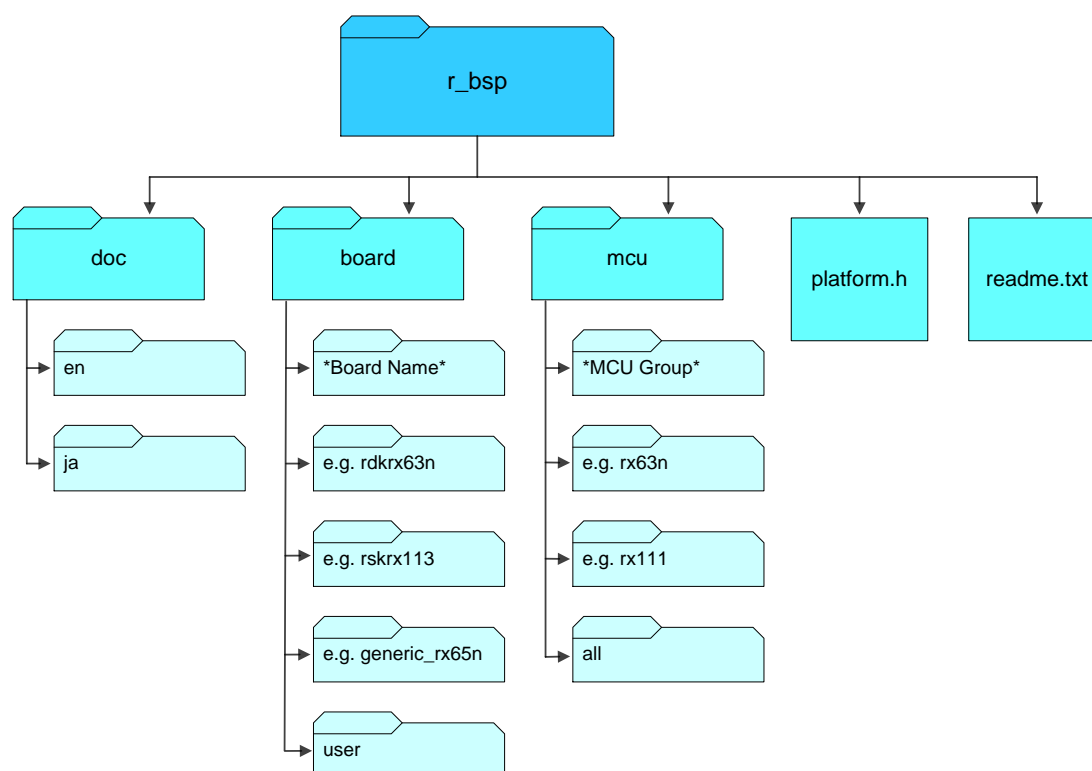 r_bsp
doc
board
mcu
platform.h
readme.txt
en
*Board Name*
*MCU Group*
ja
e.g. rdkrx63n
e.g. rx63n
e.g. rskrx113
e.g. rx111
e.g. generic_rx65n
all
user